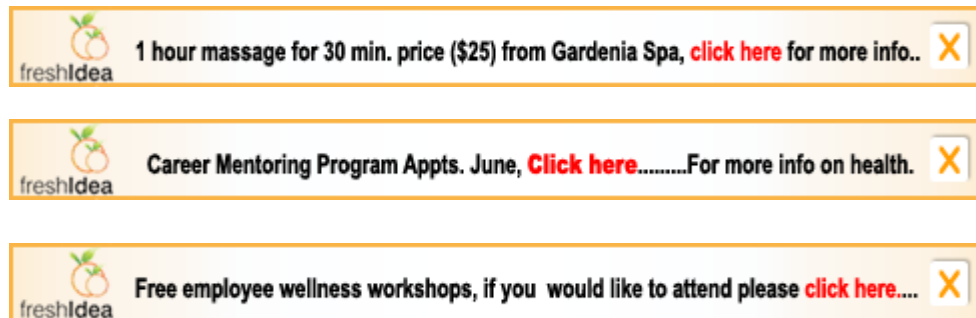 freshIdea
1 hour massage for 30 min. price ($25) from Gardenia Spa, click here for more info..
X
freshIdea
Career Mentoring Program Appts. June, Click here.........For more info on health.
X
freshIdea
Free employee wellness workshops, if you would like to attend please click here....
X